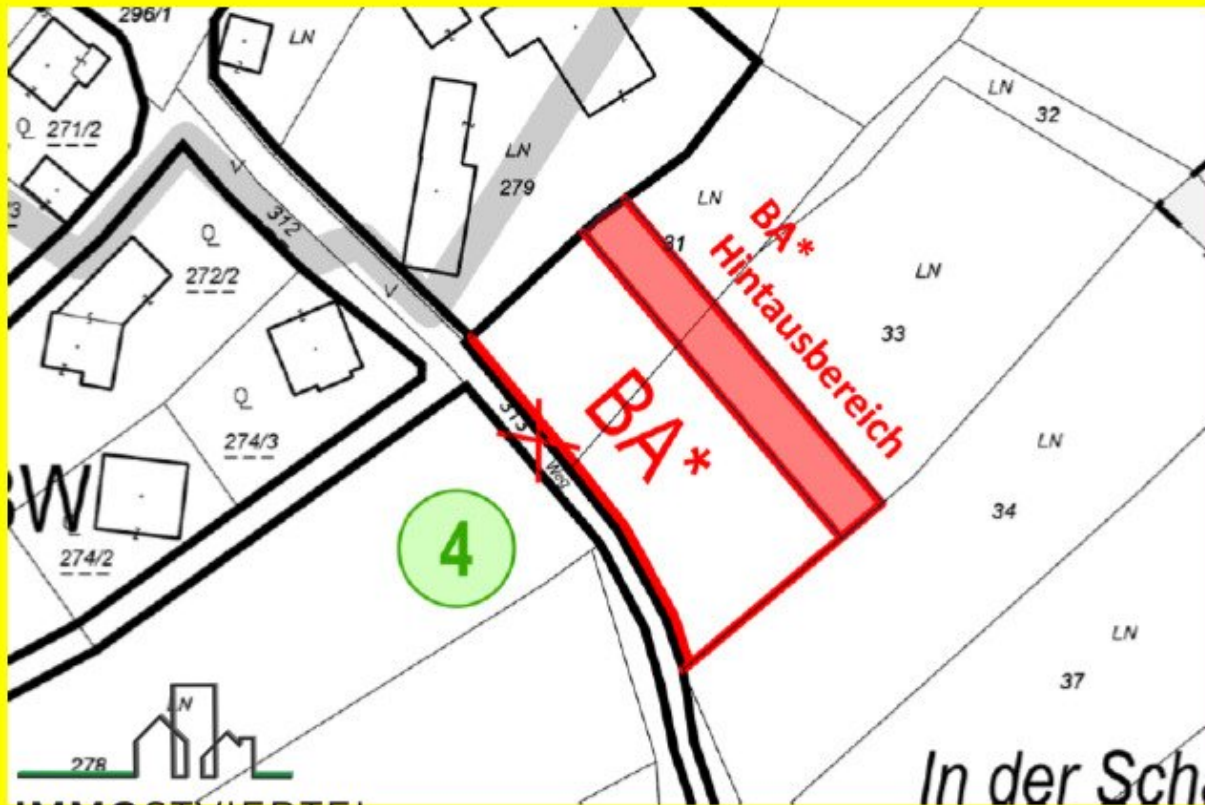 296/1
LN
LN
32
271/2
LN
279
LN
31
BA*
Hintausbereich
312
272/2
LN
33
313
BA*
Weg
274/3
LN
34
274/2
4
LN
37
LN
278
In der Sch